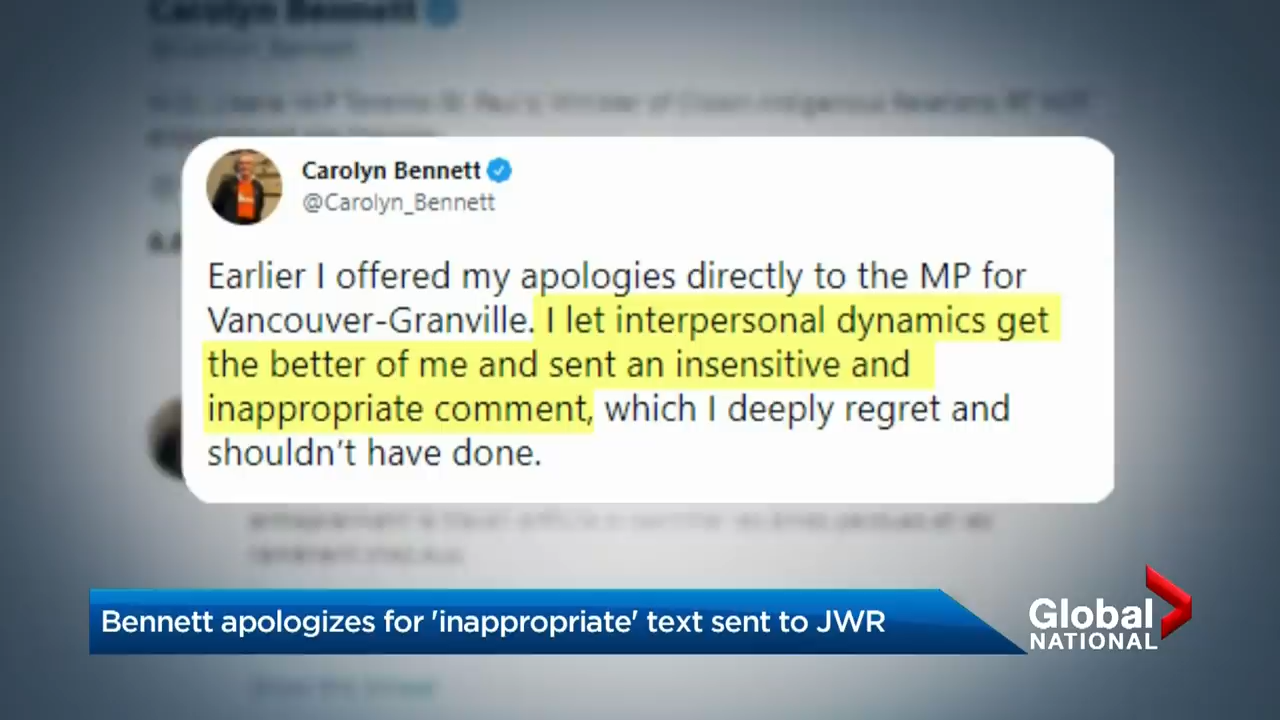 Carolyn Bennett
Carolyn Bennett
@Carolyn_Bennett
Earlier I offered my apologies directly to the MP for
Vancouver-Granville. I let interpersonal dynamics get
the better of me and sent an insensitive and
inappropriate comment, which I deeply regret and
shouldn't have done.
Bennett apologizes for 'inappropriate' text sent to JWR
Global
NATIONAL